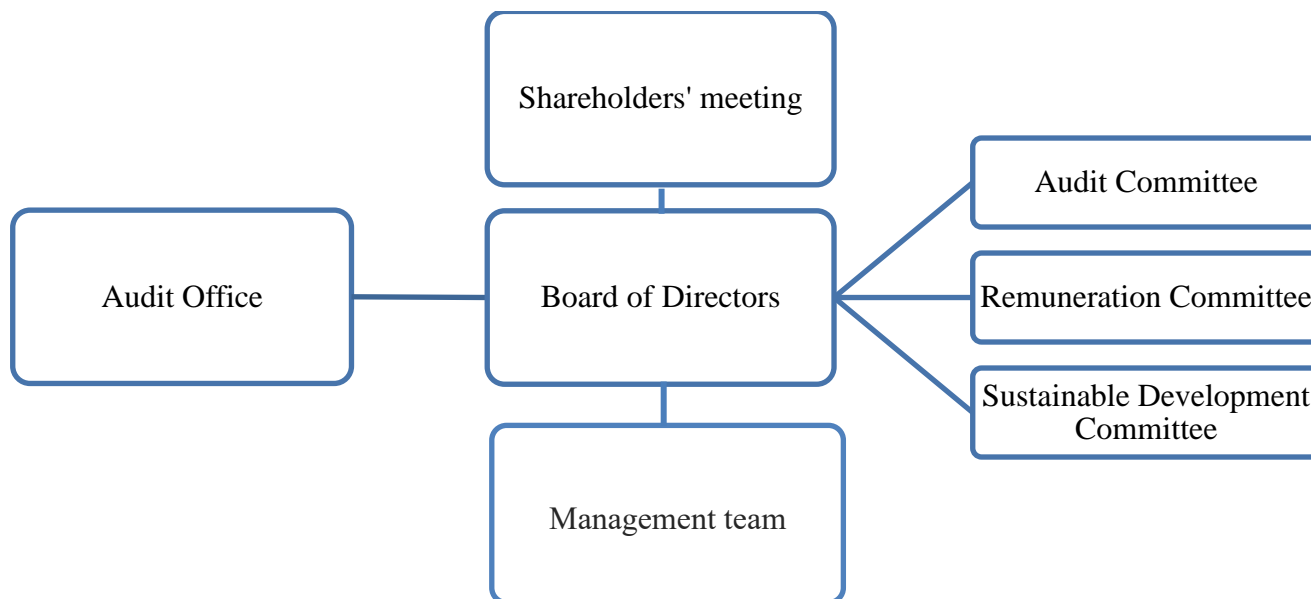 Shareholders' meeting
Audit Committee
Audit Office
Board of Directors
Remuneration Committee
Sustainable Development
Committee
Management team